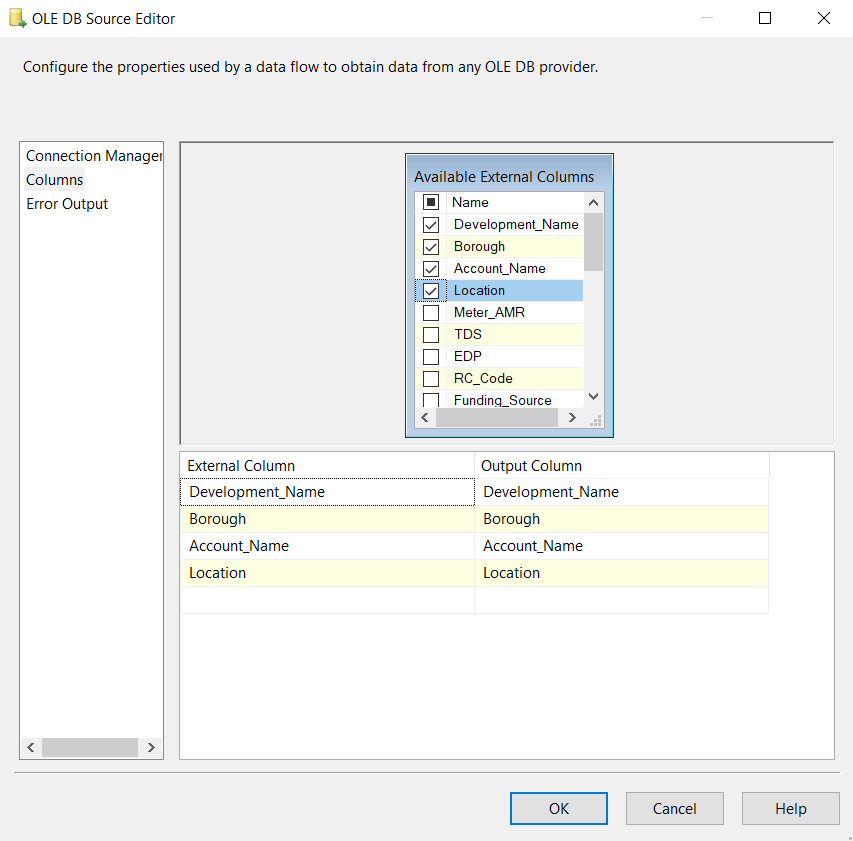 OLE DB Source Editor
Configure the properties used by a data flow to obtain data from any OLE DB provider.
Connection Manager
Columns
Error Output
Available External Columns
Name
Development_Name
Borough
Account_Name
Location
Meter_AMR
TDS
EDP
RC_Code
Funding_Source
External Column Output Column
Development_Name Development_Name
Borough Borough
Account_Name Account_Name
Location Location
OK Cancel Help